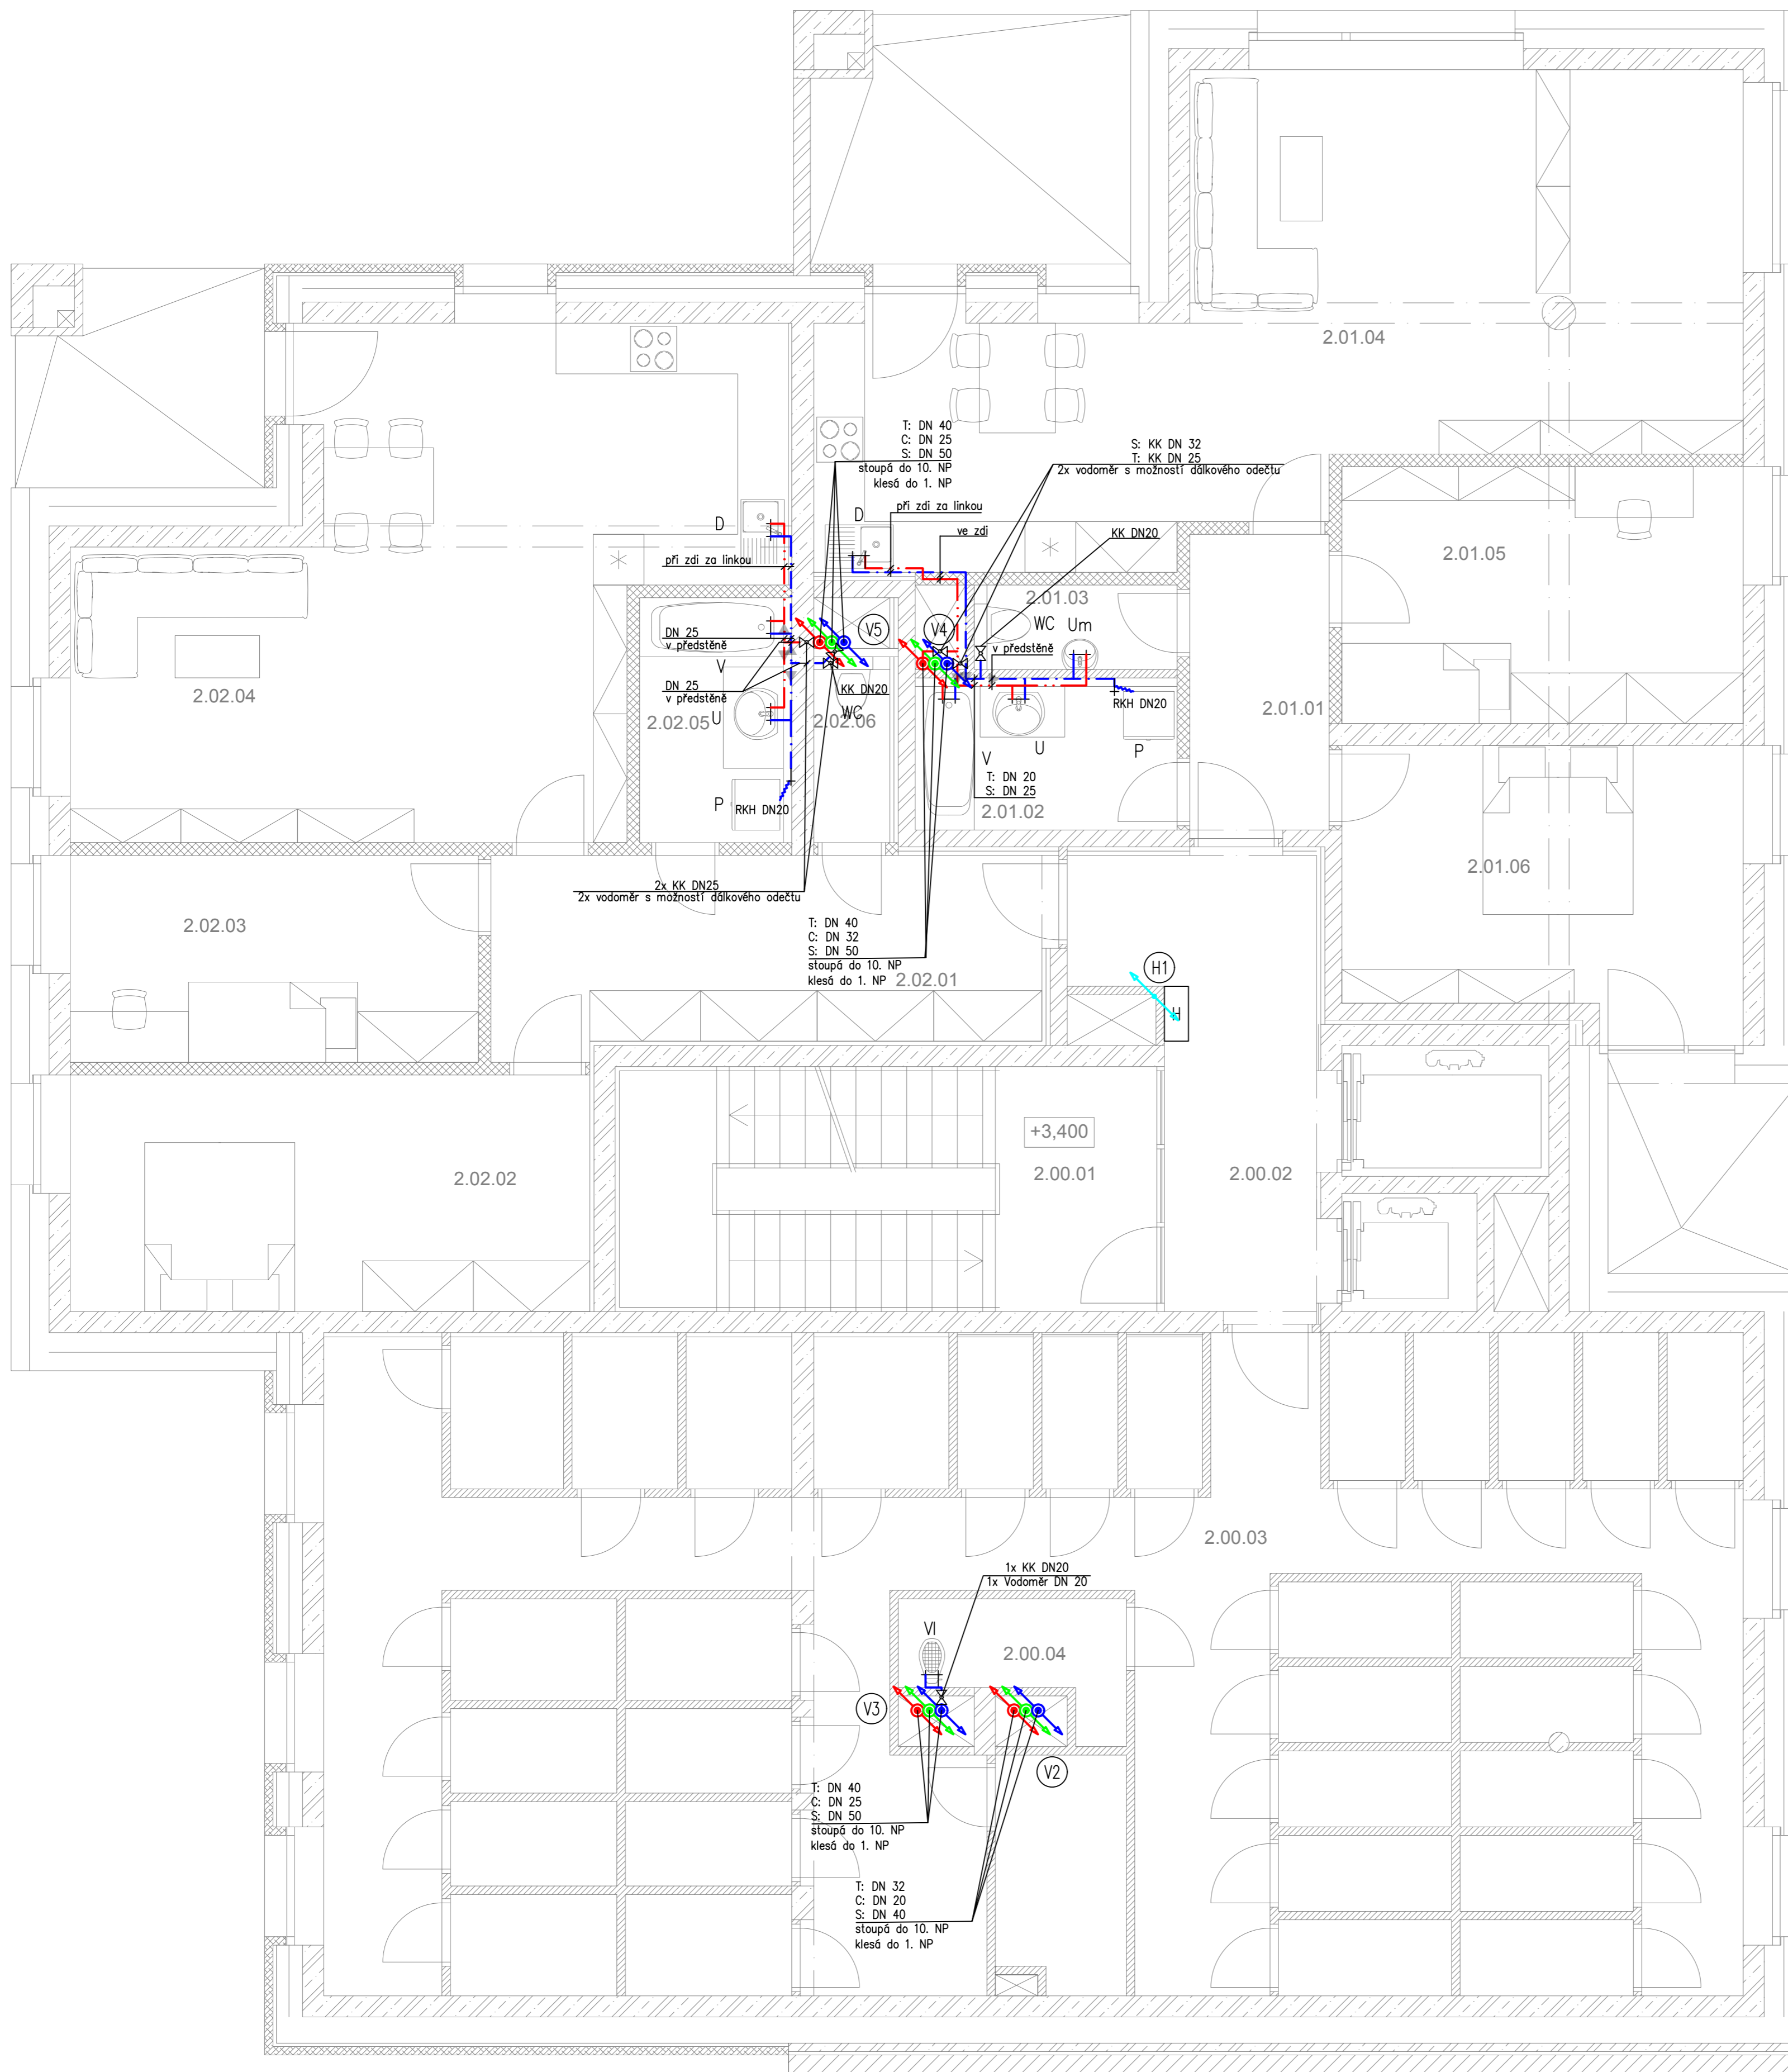 2.01.04
T: DN 40
C: DN 25
S: DN 50
stoupá do 10. NP
klesá do 1. NP
S: KK DN 32
T: KK DN 25
2x vodoměr s možností dálkového odečtu
při zdi za linkou
D
D
ve zdi
KK DN20
při zdi za linkou
2.01.05
2.01.03
WC
Um
V5
V4
DN 25
v předstěně
v předstěně
V
DN 25
v předstěně
KK DN20
RKH DN20
2.02.04
2.02.05
U
2.02.06
WC
2.01.01
U
P
V
T: DN 20
S: DN 25
2.01.02
P
RKH DN20
2.01.06
2x KK DN25
2x vodoměr s možností dálkového odečtu
2.02.03
T: DN 40
C: DN 32
S: DN 50
stoupá do 10. NP
klesá do 1. NP
2.02.01
H1
H
+3,400
2.00.01
2.00.02
2.02.02
2.00.03
1x KK DN20
1x Vodoměr DN 20
Vl
2.00.04
V3
V2
T: DN 40
C: DN 25
S: DN 50
stoupá do 10. NP
klesá do 1. NP
T: DN 32
C: DN 20
S: DN 40
stoupá do 10. NP
klesá do 1. NP